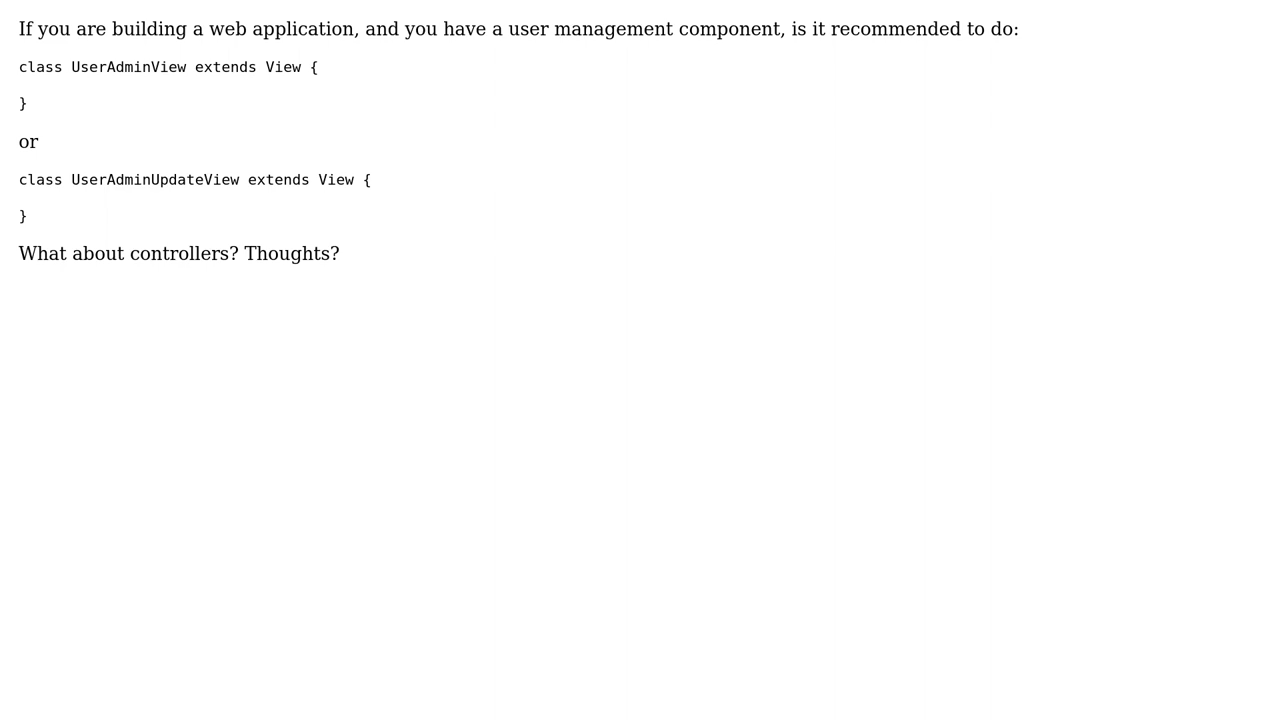 If you are building a web application, and you have a user management component, is it recommended to do:
class UserAdminView extends View {
}
or
class UserAdminUpdateView extends View {
}
What about controllers? Thoughts?